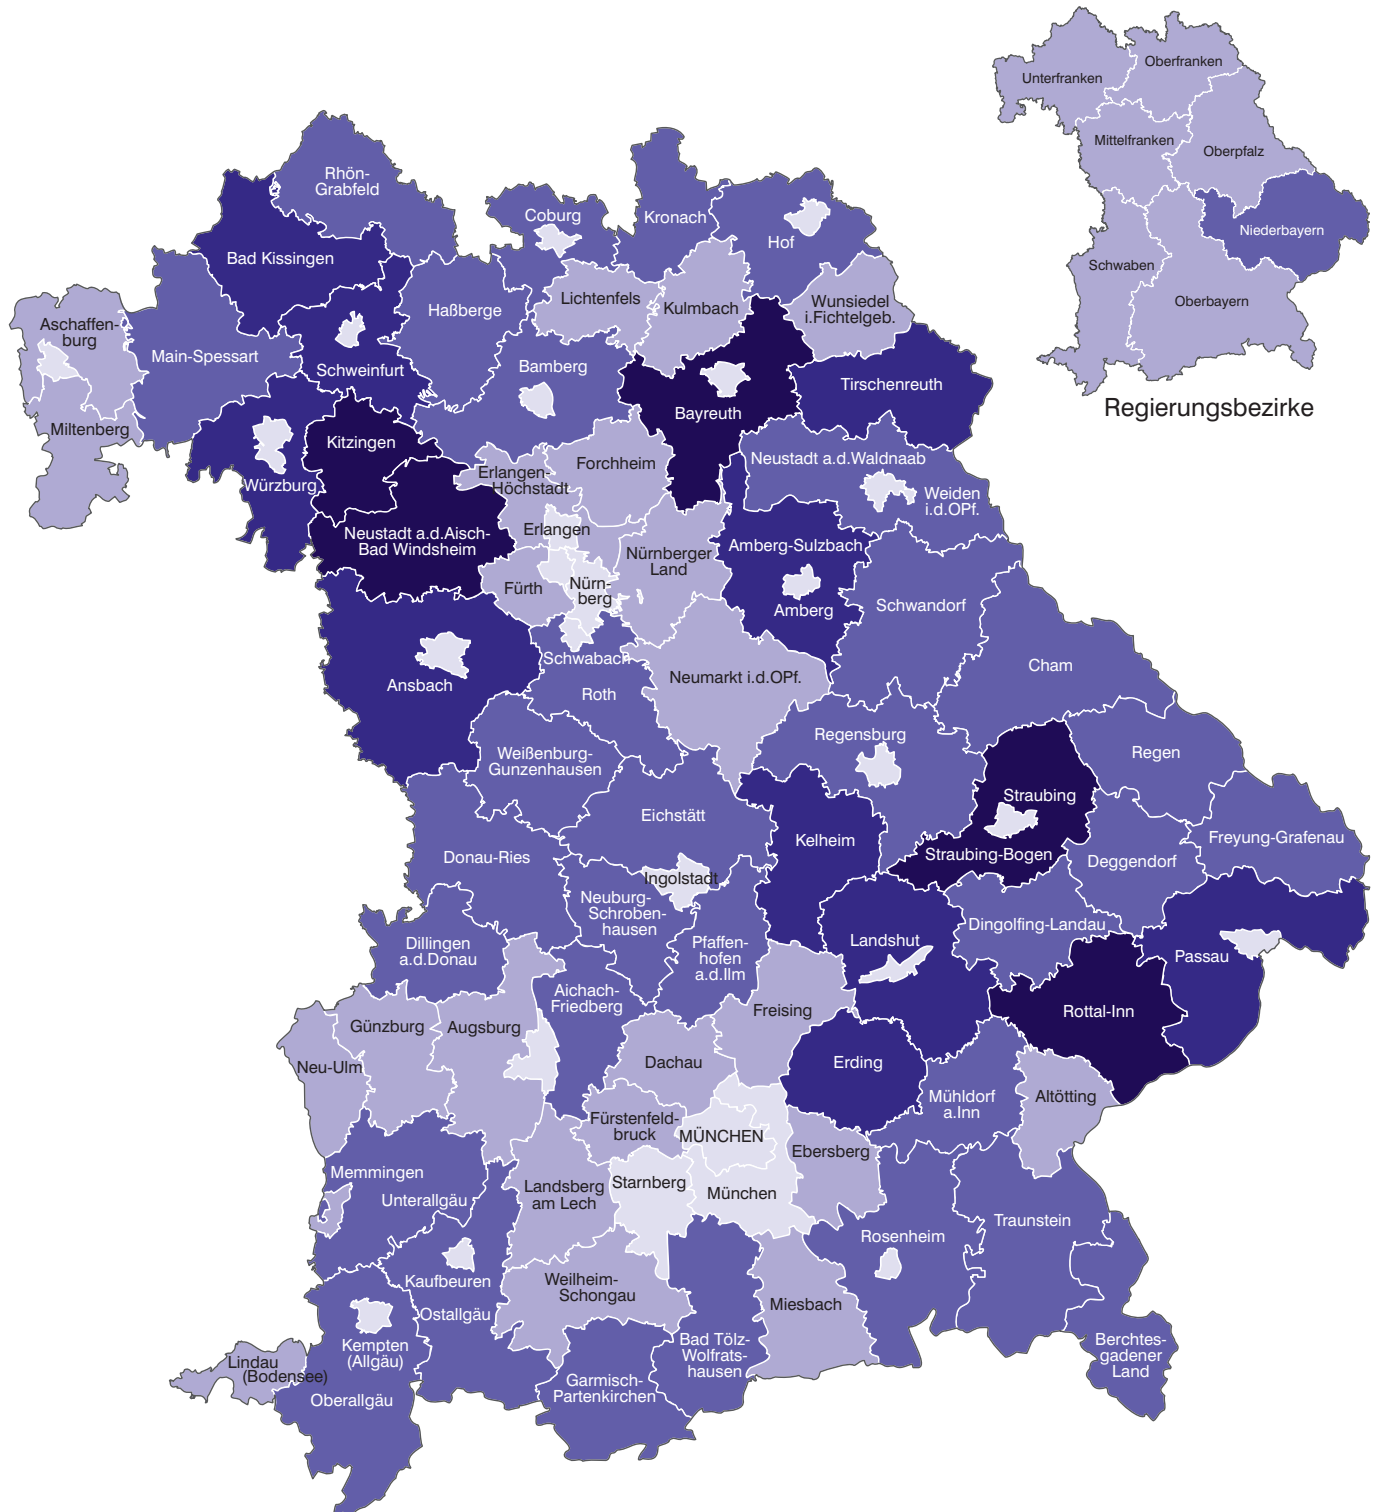 Oberfranken
Unterfranken
Mittelfranken
Oberpfalz
Niederbayern
Schwaben
Oberbayern
Regierungsbezirke
Rhön-
Grabfeld
Coburg
Kronach
Hof
Bad Kissingen
Lichtenfels
Kulmbach
Wunsiedel
i.Fichtelgeb.
Haßberge
Aschaffen-
burg
Main-Spessart
Schweinfurt
Bamberg
Tirschenreuth
Bayreuth
Miltenberg
Kitzingen
Neustadt a.d.Waldnaab
Forchheim
Erlangen-
Höchstadt
Würzburg
Weiden
i.d.OPf.
Neustadt a.d.Aisch-
Bad Windsheim
Erlangen
Nürnberger
Land
Amberg-Sulzbach
Fürth
Nürn-
berg
Amberg
Schwandorf
Schwabach
Cham
Ansbach
Roth
Neumarkt i.d.OPf.
Regensburg
Regen
Weißenburg-
Gunzenhausen
Straubing
Eichstätt
Kelheim
Freyung-Grafenau
Donau-Ries
Straubing-Bogen
Deggendorf
Ingolstadt
Neuburg-
Schroben-
hausen
Dingolfing-Landau
Dillingen
a.d.Donau
Pfaffen-
hofen
a.d.Ilm
Landshut
Passau
Aichach-
Friedberg
Freising
Rottal-Inn
Günzburg
Augsburg
Neu-Ulm
Dachau
Erding
Mühldorf
a.Inn
Altötting
Fürstenfeld-
bruck
MÜNCHEN
Ebersberg
Memmingen
Unterallgäu
Landsberg
am Lech
Starnberg
München
Traunstein
Rosenheim
Kaufbeuren
Weilheim-
Schongau
Ostallgäu
Miesbach
Kempten
(Allgäu)
Bad Tölz-
Wolfrats-
hausen
Berchtes-
gadener
Land
Lindau
(Bodensee)
Garmisch-
Partenkirchen
Oberallgäu